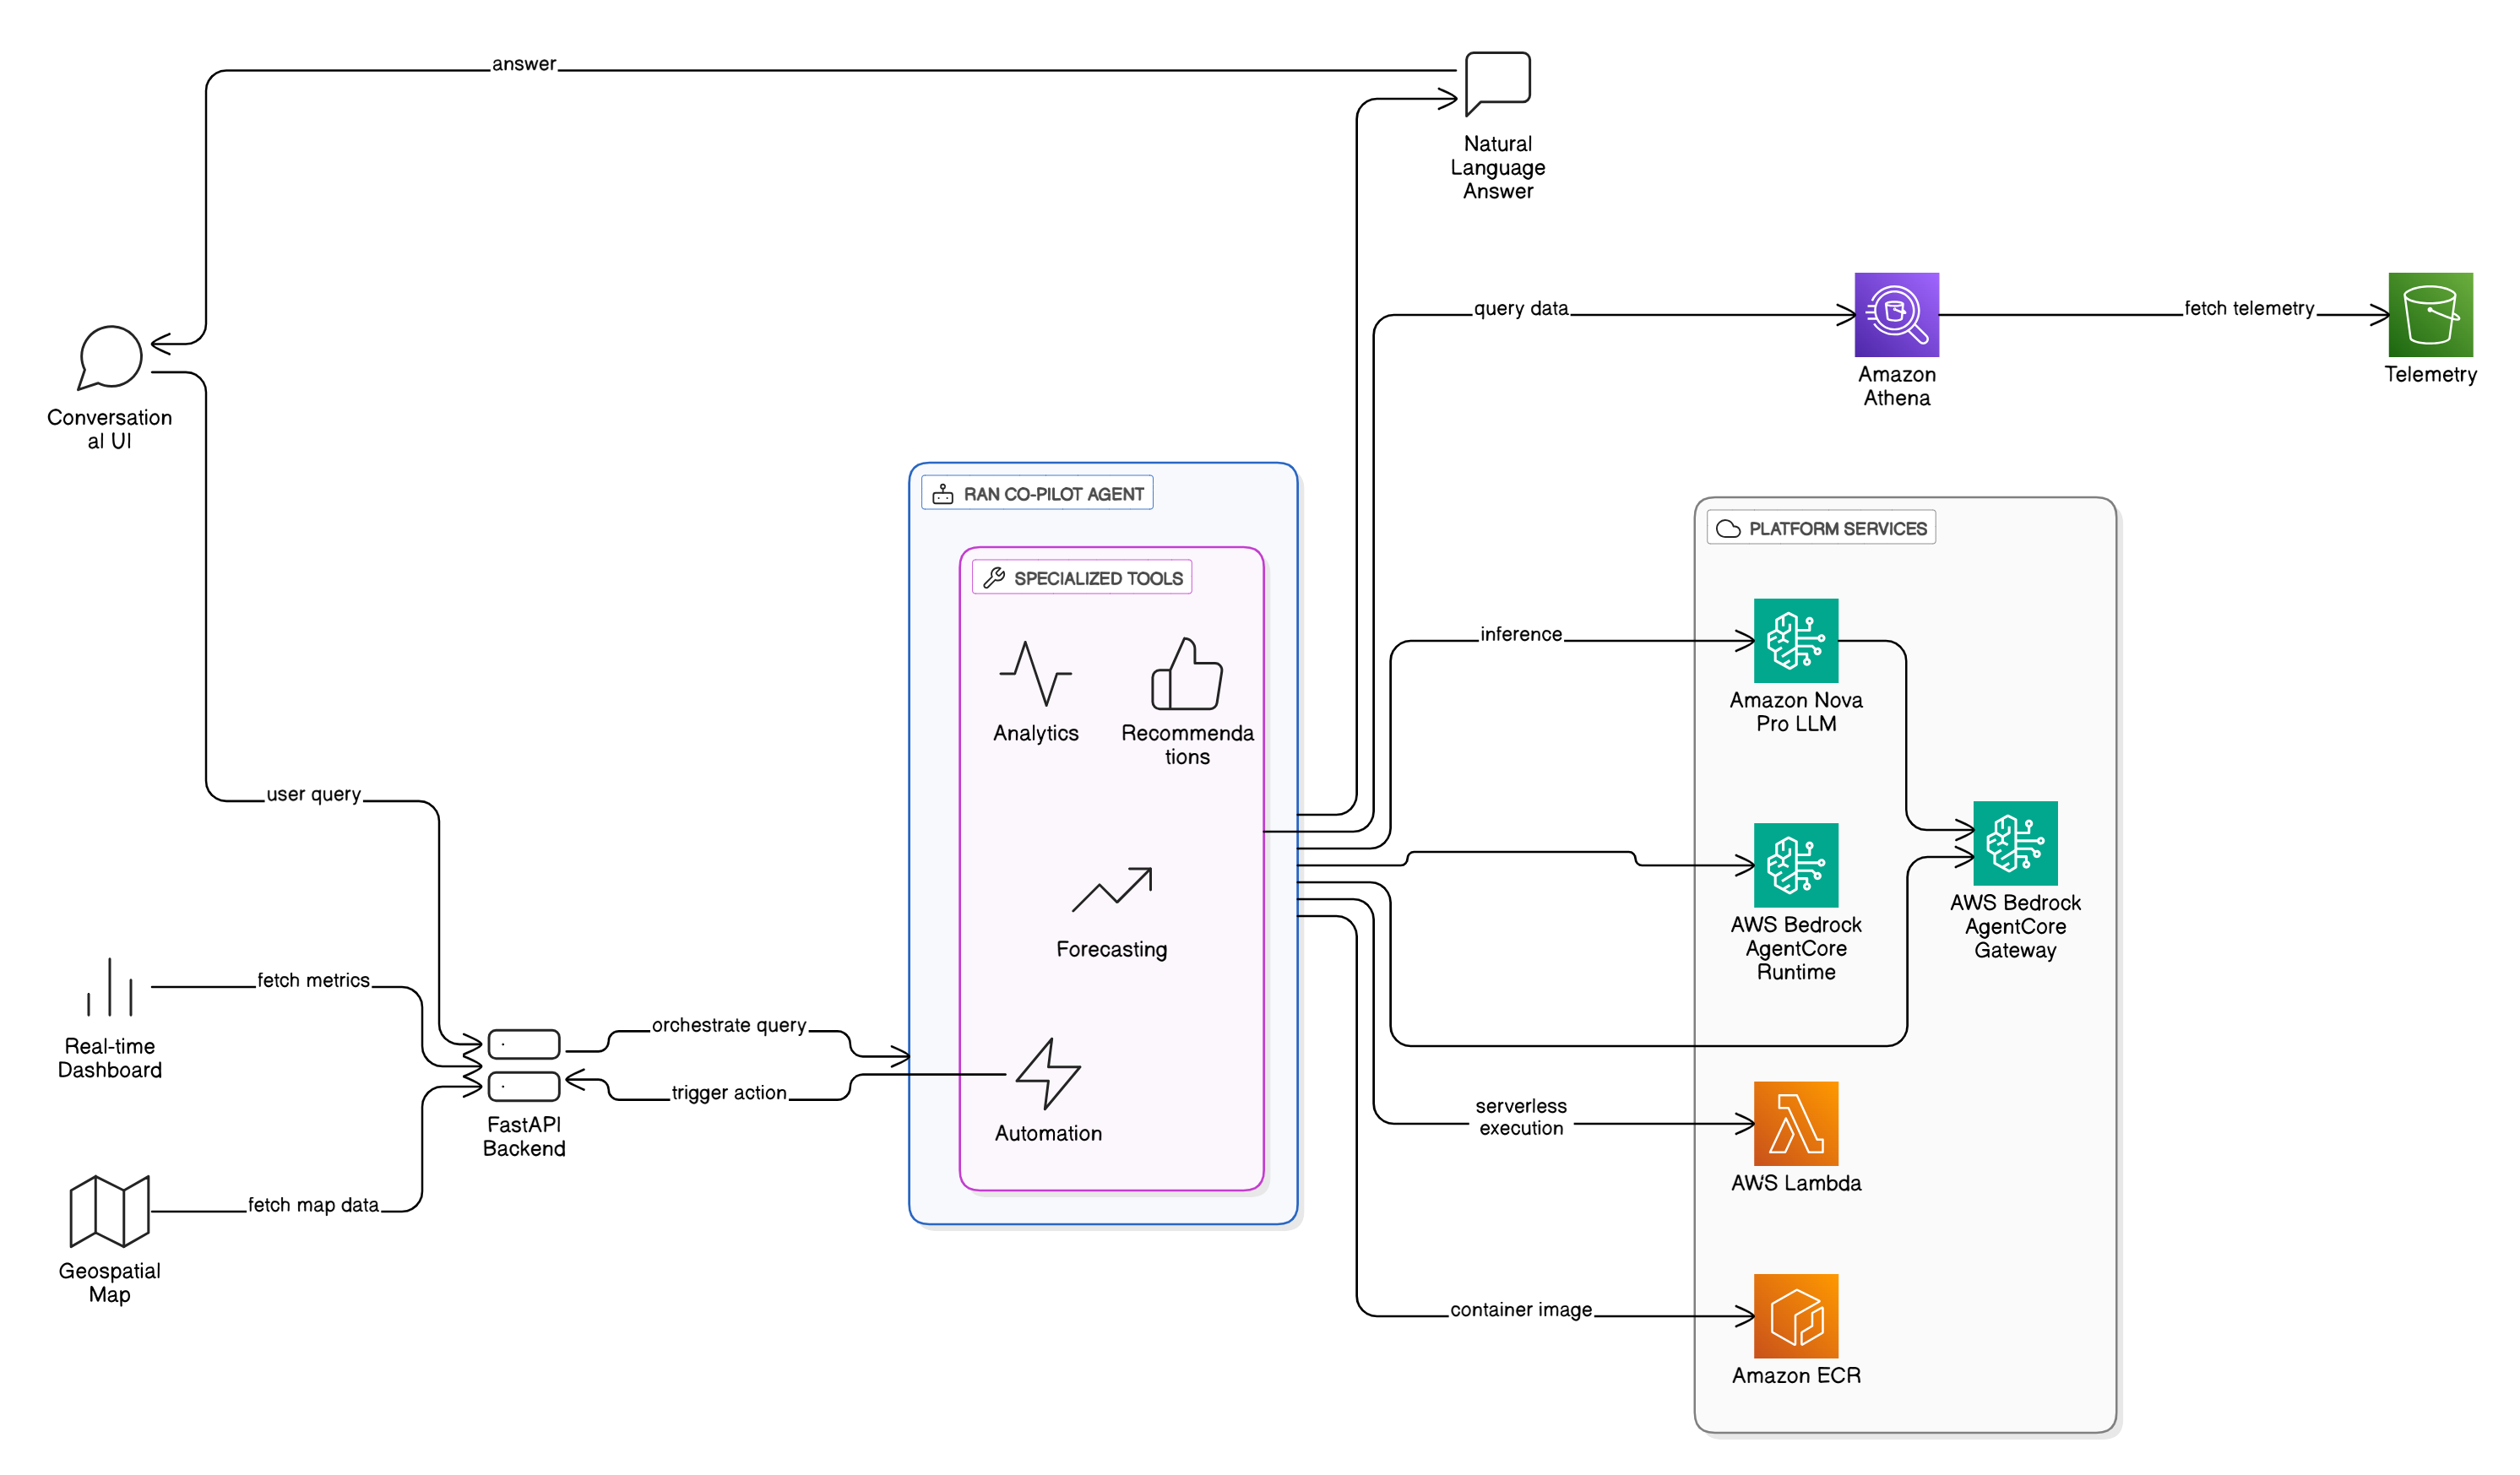 answer
Natural
Language
Answer
query data
fetch telemetry
Amazon
Athena
Telemetry
Conversation
al UI
RAN CO-PILOT AGENT
SPECIALIZED TOOLS
Analytics
Recommenda
tions
Forecasting
Automation
PLATFORM SERVICES
inference
Amazon Nova
Pro LLM
AWS Bedrock
AgentCore
Runtime
AWS Bedrock
AgentCore
Gateway
user query
fetch metrics
Real-time
Dashboard
orchestrate query
trigger action
FastAPI
Backend
fetch map data
Geospatial
Map
serverless
execution
AWS Lambda
container image
Amazon ECR